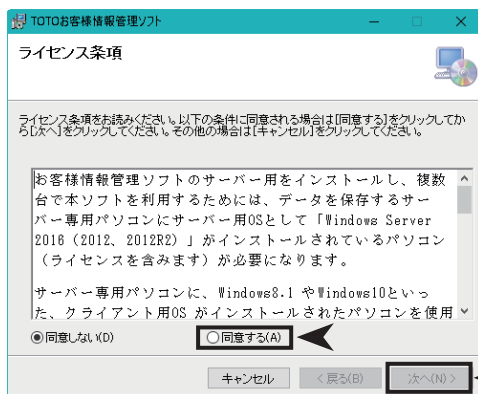 TOTOお客様情報管理ソフト
ライセンス条項
ライセンス条項をお読みください。以下の条件に同意される場合は[同意する]をクリックしてか
ら[次へ]をクリックしてください。その他の場合は[キャンセル]をクリックしてください。
お客様情報管理ソフトのサーバー用をインストールし、複数
台で本ソフトを利用するためには、データを保存するサー
バー専用パソコンにサーバー用OSとして「Windows Server
2016（2012、2012R2）」がインストールされているパソコン
（ライセンスを含みます）が必要になります。
サーバー専用パソコンに、Windows8.1 やWindows10といっ
た、クライアント用OS がインストールされたパソコンを使用
同意しない(D)
同意する(A)
キャンセル
< 戻る(B)
次へ(N) >